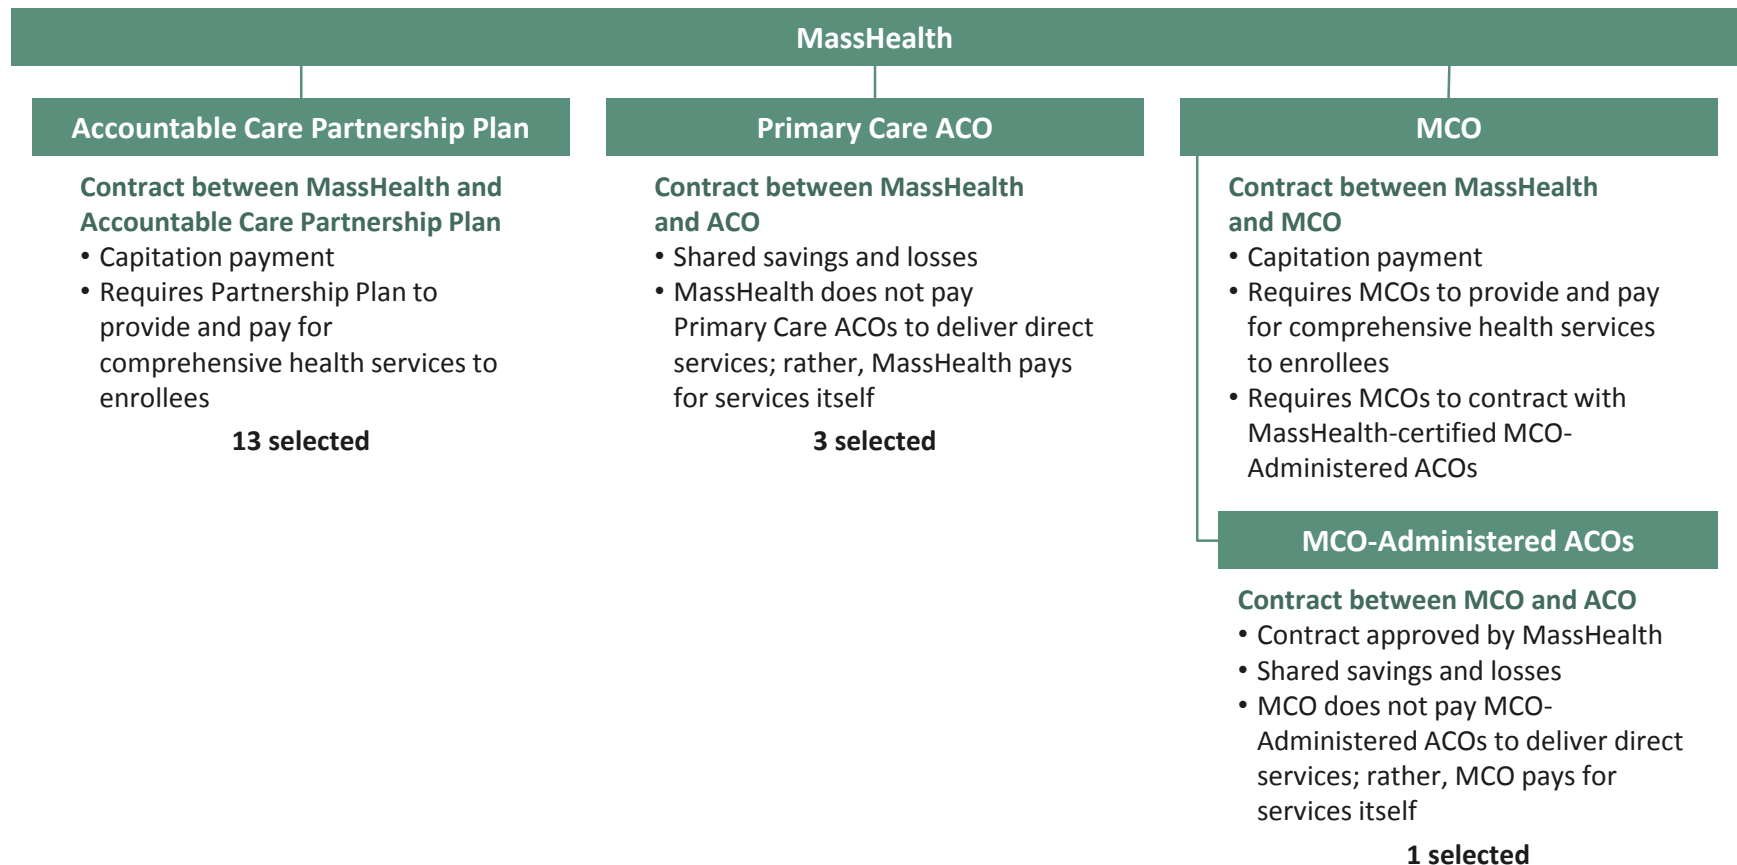 MassHealth
Accountable Care Partnership Plan
Contract between MassHealth and
Accountable Care Partnership Plan
• Capitation payment
• Requires Partnership Plan to
provide and pay for
comprehensive health services to
enrollees
13 selected
Primary Care ACO
Contract between MassHealth
and ACO
• Shared savings and losses
• MassHealth does not pay
Primary Care ACOs to deliver direct
services; rather, MassHealth pays
for services itself
3 selected
MCO
Contract between MassHealth
and MCO
• Capitation payment
• Requires MCOs to provide and pay
for comprehensive health services
to enrollees
• Requires MCOs to contract with
MassHealth-certified MCO-
Administered ACOs
MCO-Administered ACOs
Contract between MCO and ACO
• Contract approved by MassHealth
• Shared savings and losses
• MCO does not pay MCO-
Administered ACOs to deliver direct
services; rather, MCO pays for
services itself
1 selected